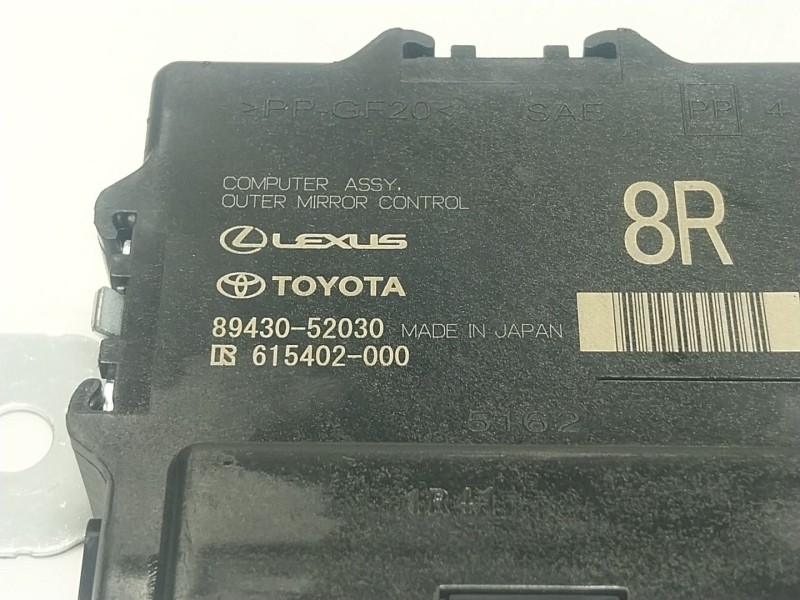 >PP-GF20< SAE PP 4
COMPUTER ASSY,
OUTER MIRROR CONTROL
8R
LEXUS
TOYOTA
89430-52030 MADE IN JAPAN
615402-000
5162